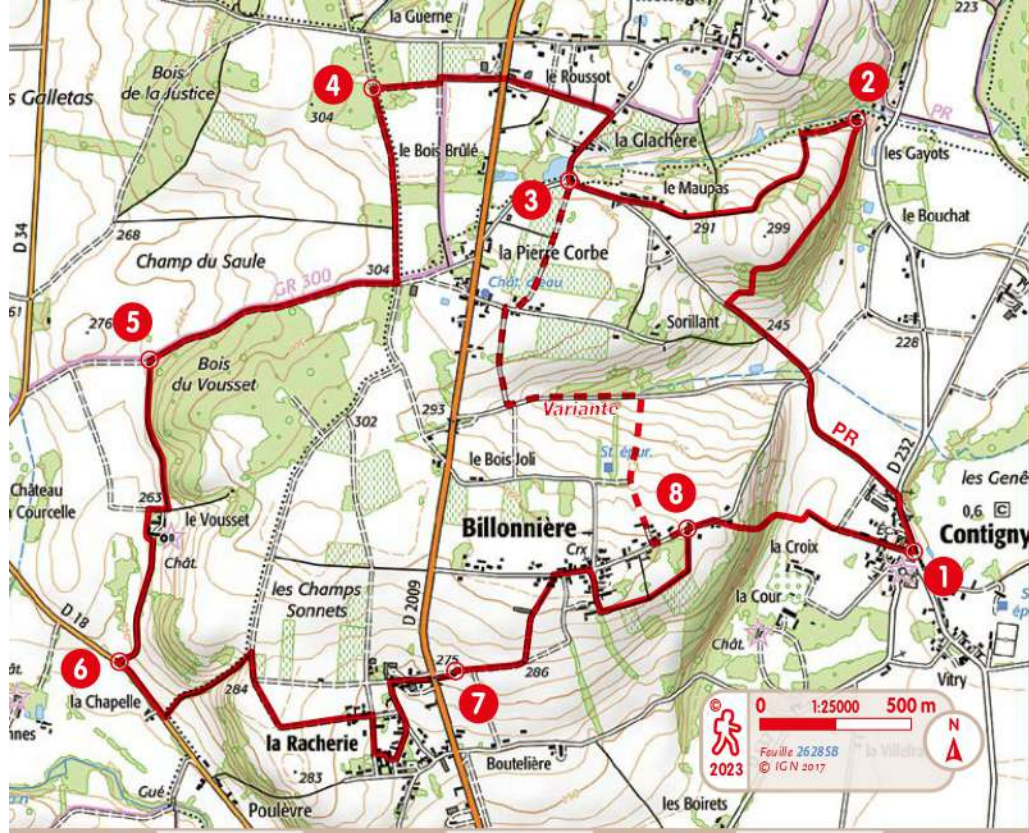 la Guerne
223
Bois
de la Justice
4
le Roussot
2
s Galletas
304
PR
la Glachère
le Bois Brûlé
les Gayots
3
le Maupas
D 34
291
299
le Bouchat
268
la Pierre Corbe
Champ du Saule
304
GR 300
Chât. d'eau
61
276
5
Sorillant
245
228
Bois
du Vousset
293
Variante
302
PR
D 232
le Bois Joli
St. épur.
les Genê
Château
Courcelle
263
le Vousset
8
0,6 C
Billonnière
Contigny
Chât.
Crx
la Croix
1
les Champs
Sonnets
D 2009
la Cour
D 18
Chât.
6
275
286
la Chapelle
284
7
Vitry
nnes
la Racherie
Boutelière
283
Gué
Poulèvre
les Boirets
©
2023
0 1:25000 500 m
Feuille 2628SB
© IGN 2017
N